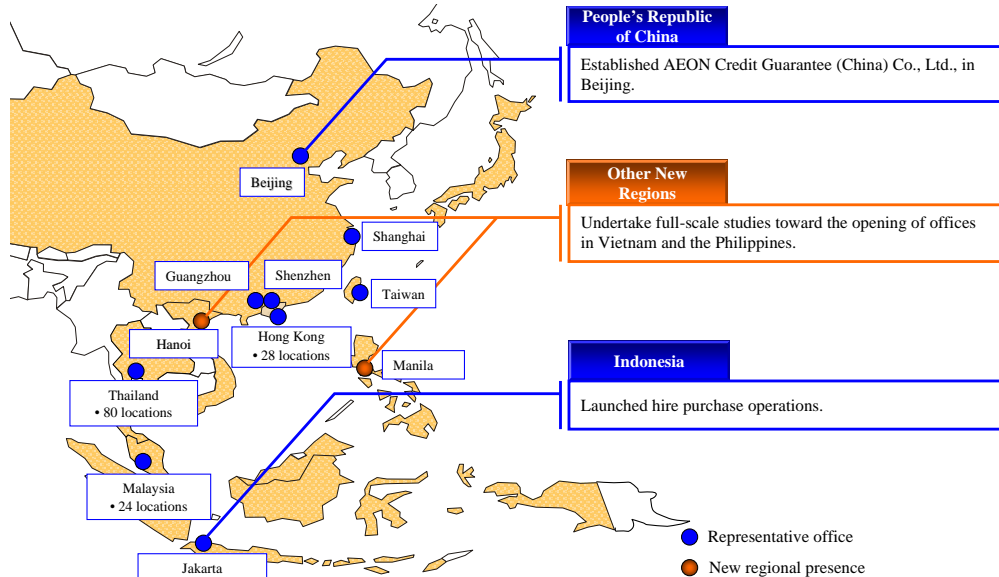 People's Republic
of China
Established AEON Credit Guarantee (China) Co., Ltd., in
Beijing.
Beijing
Other New
Regions
Undertake full-scale studies toward the opening of offices
in Vietnam and the Philippines.
Shanghai
Guangzhou
Shenzhen
Taiwan
Hanoi
Hong Kong
• 28 locations
Manila
Indonesia
Launched hire purchase operations.
Thailand
• 80 locations
Malaysia
• 24 locations
Jakarta
Representative office
New regional presence